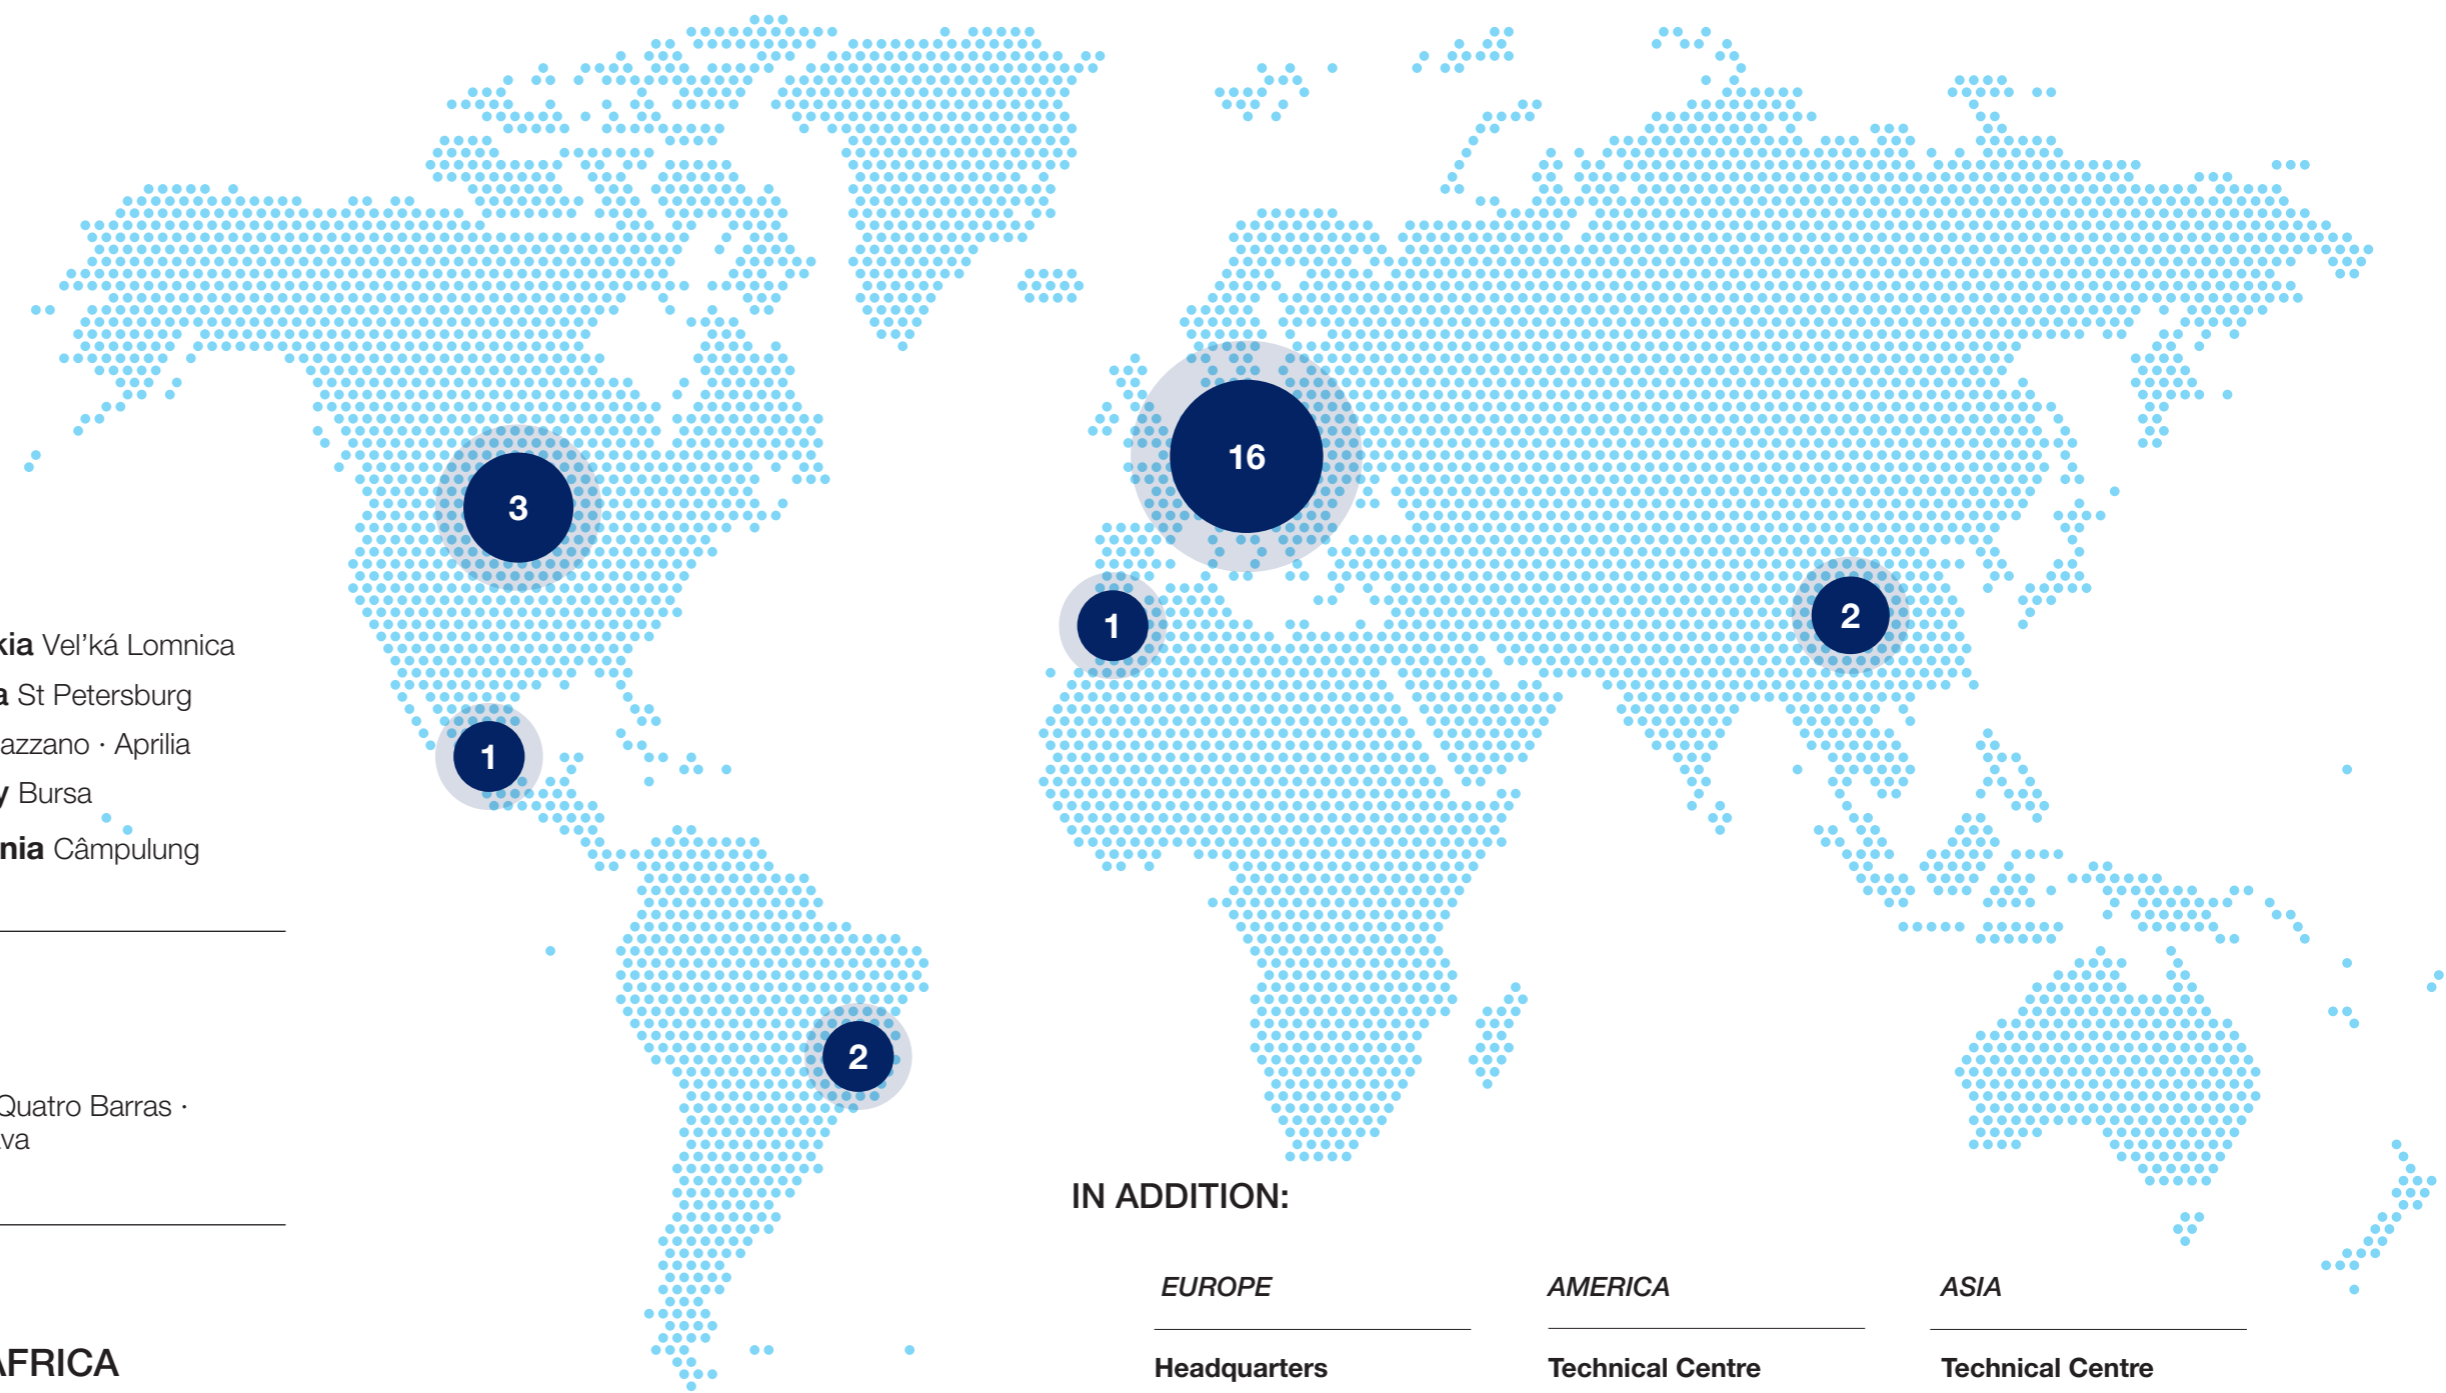 16
3
1
2
1
2
kia Vel’ká Lomnica
a St Petersburg
azzano · Aprilia
y Bursa
nia Câmpulung
Quatro Barras ·
va
AFRICA
IN ADDITION:
EUROPE
Headquarters
AMERICA
Technical Centre
ASIA
Technical Centre